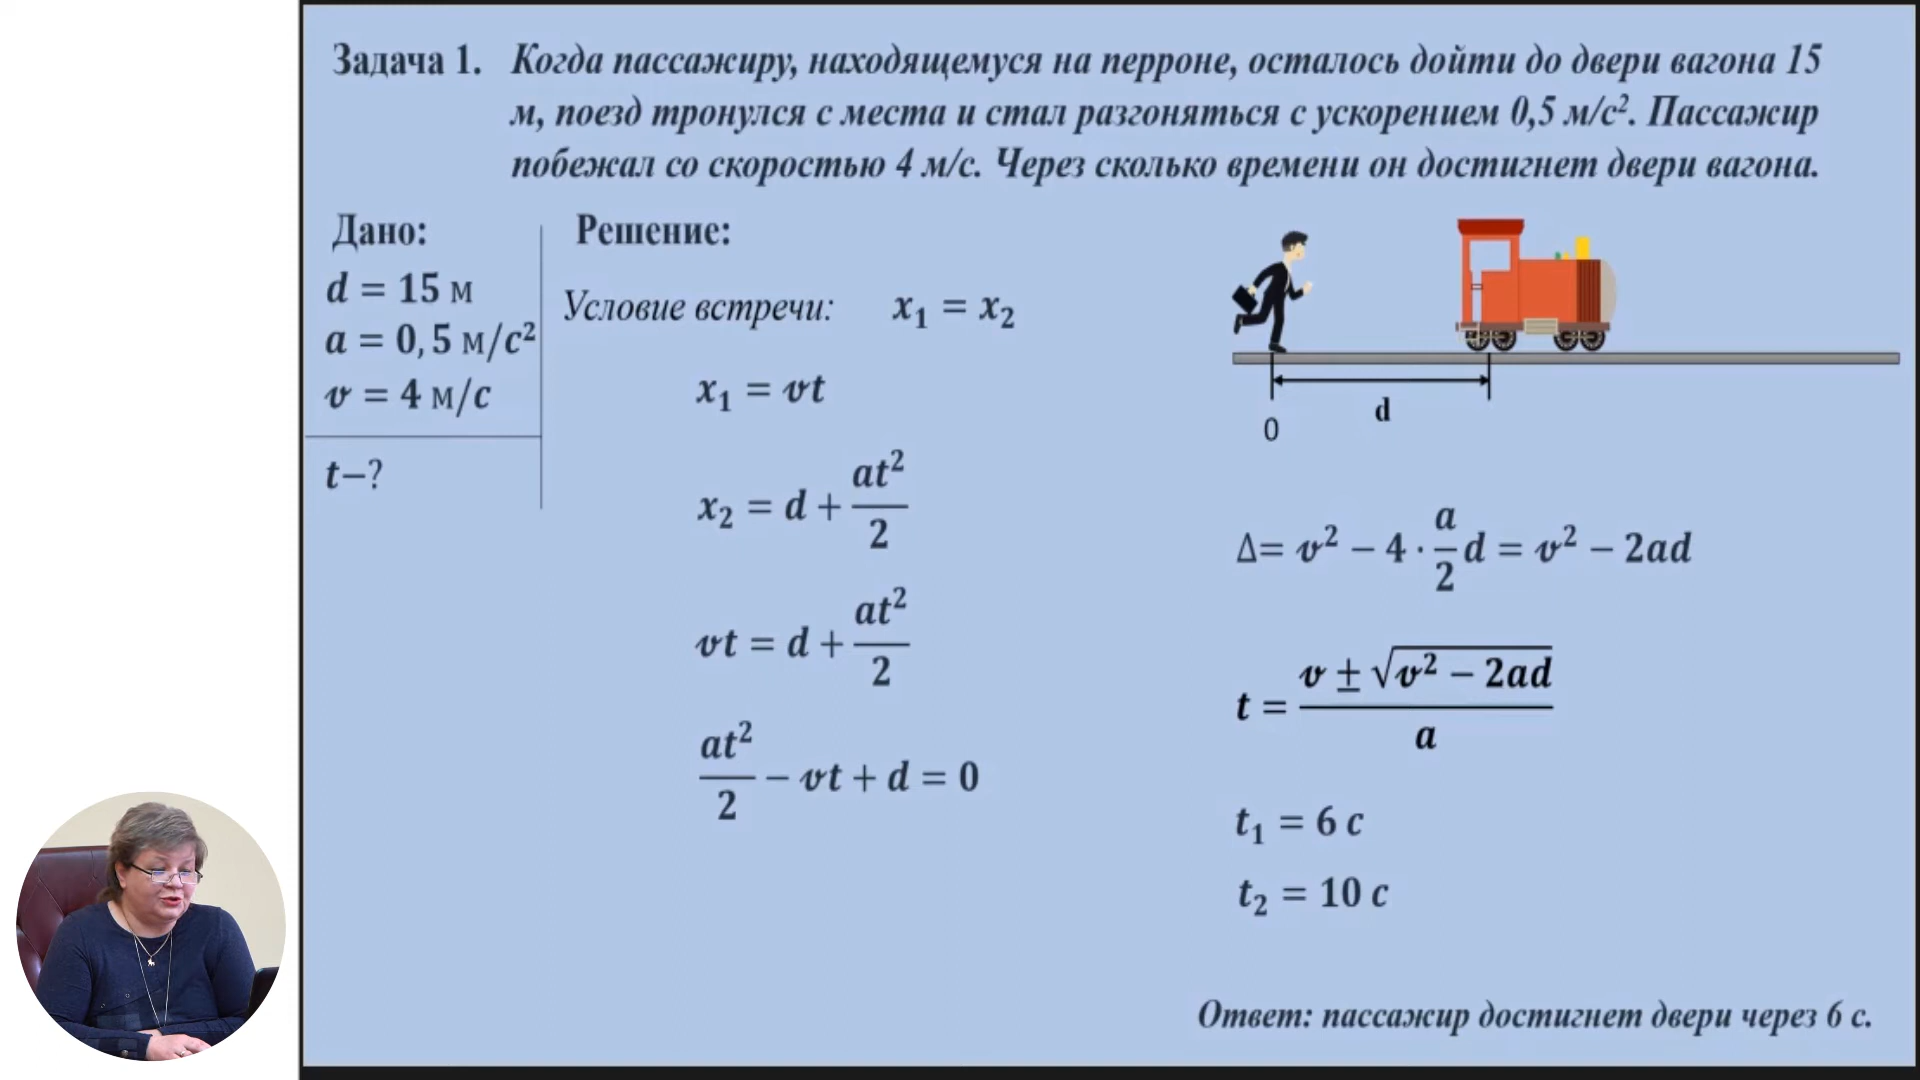 Задача 1. Когда пассажиру, находящемуся на перроне, осталось дойти до двери вагона 15
м, поезд тронулся с места и стал разгоняться с ускорением 0,5 м/с². Пассажир
побежал со скоростью 4 м/с. Через сколько времени он достигнет двери вагона.
Дано:
d = 15 м
a = 0,5 м/с²
v = 4 м/с
t–?
Решение:
Условие встречи: x₁ = x₂
x₁ = vt
x₂ = d + at²/2
vt = d + at²/2
at²/2 − vt + d = 0
d
0
Δ= v² − 4 · a/2 d = v² − 2ad
t = (v ± √(v² − 2ad))/a
t₁ = 6 с
t₂ = 10 с
Ответ: пассажир достигнет двери через 6 с.